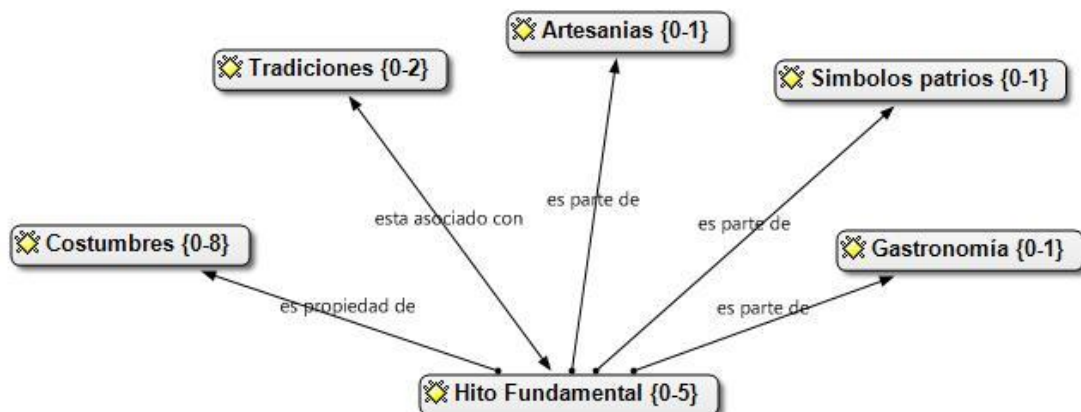 Artesanias {0-1}
Tradiciones {0-2}
Simbolos patrios {0-1}
es parte de
esta asociado con
es parte de
Costumbres {0-8}
Gastronomía {0-1}
es propiedad de
es parte de
Hito Fundamental {0-5}